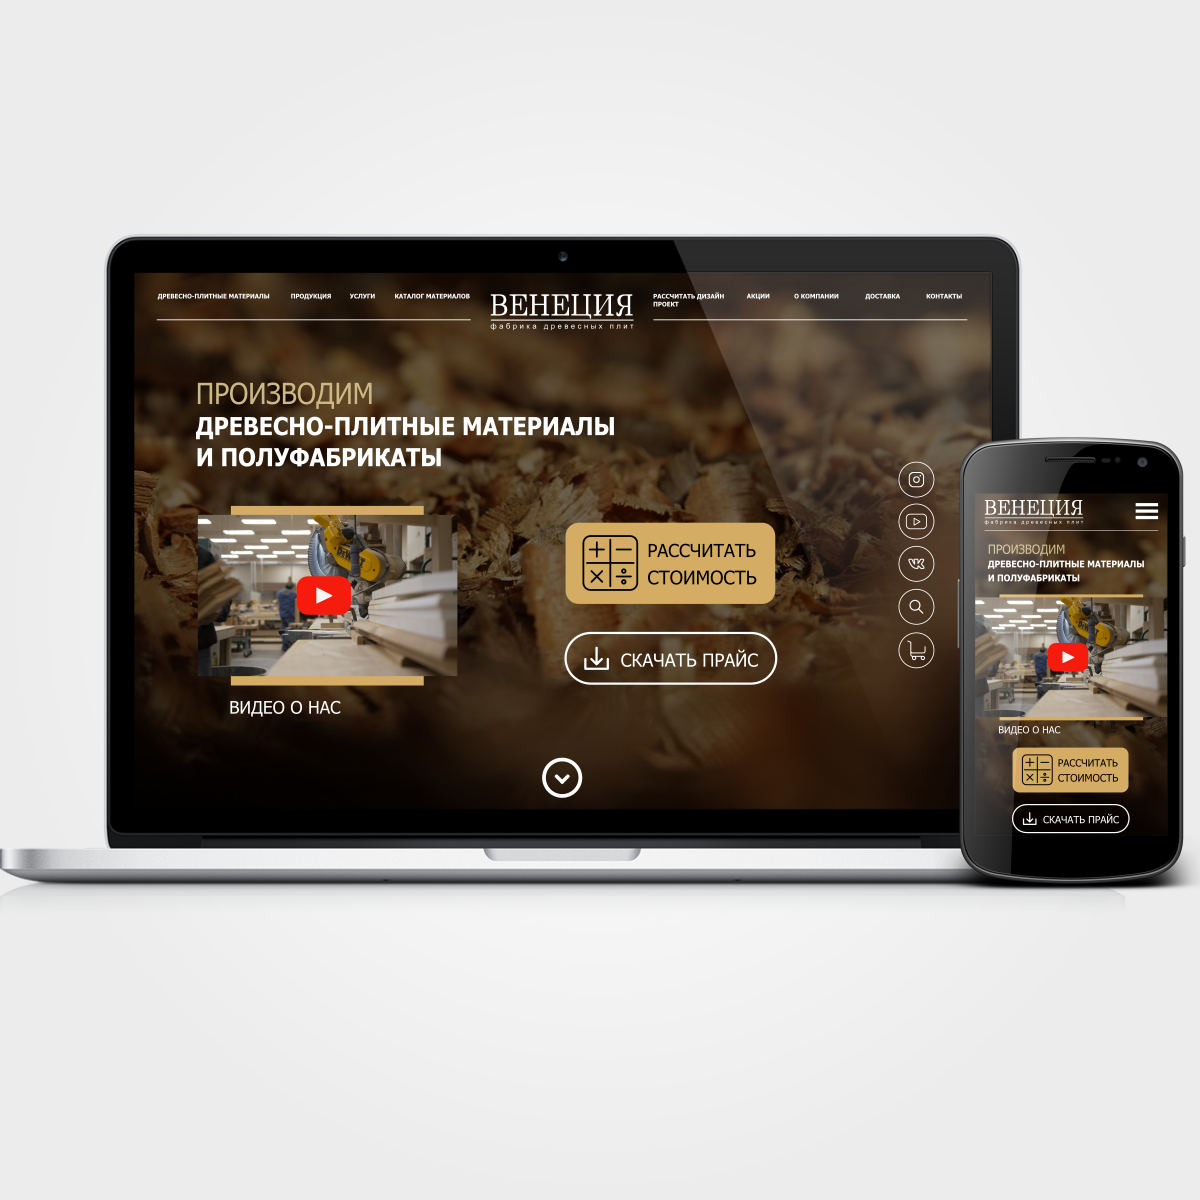 ДРЕВЕСНО-ПЛИТНЫЕ МАТЕРИАЛЫ
ПРОДУКЦИЯ
УСЛУГИ
КАТАЛОГ МАТЕРИАЛОВ
ВЕНЕЦИЯ
фабрика древесных плит
РАССЧИТАТЬ ДИЗАЙН
ПРОЕКТ
АКЦИИ
О КОМПАНИИ
ДОСТАВКА
КОНТАКТЫ
ПРОИЗВОДИМ
ДРЕВЕСНО-ПЛИТНЫЕ МАТЕРИАЛЫ
И ПОЛУФАБРИКАТЫ
РАССЧИТАТЬ
СТОИМОСТЬ
СКАЧАТЬ ПРАЙС
ВИДЕО О НАС
ВЕНЕЦИЯ
фабрика древесных плит
ПРОИЗВОДИМ
ДРЕВЕСНО-ПЛИТНЫЕ МАТЕРИАЛЫ
И ПОЛУФАБРИКАТЫ
ВИДЕО О НАС
РАССЧИТАТЬ
СТОИМОСТЬ
СКАЧАТЬ ПРАЙС